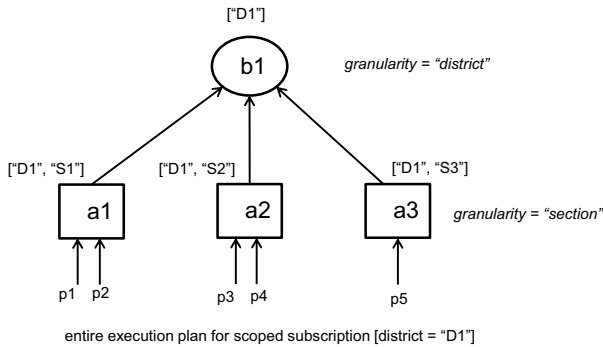 [“D1”]
b1
granularity = “district”
[“D1”, “S1”]
[“D1”, “S2”]
[“D1”, “S3”]
a1
a2
a3
granularity = “section”
p1
p2
p3
p4
p5
entire execution plan for scoped subscription [district = “D1”]